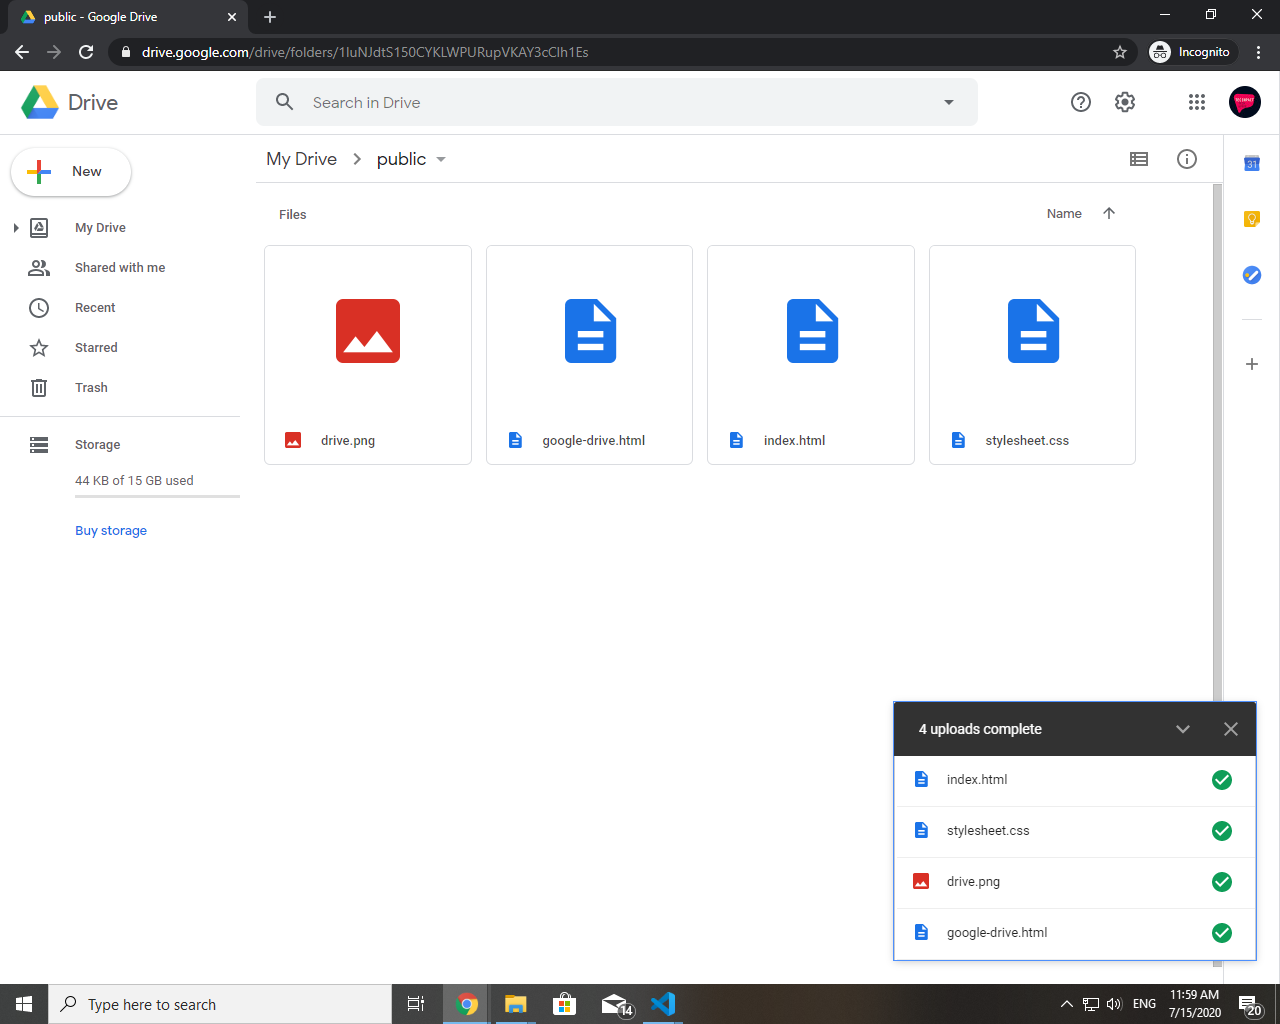 public - Google Drive
drive.google.com/drive/folders/1IuNJdtS150CYKLWPURupVKAY3cCIh1Es
Incognito
Drive
Search in Drive
New
My Drive
Shared with me
Recent
Starred
Trash
Storage
44 KB of 15 GB used
Buy storage
My Drive
public
Files
Name
drive.png
google-drive.html
index.html
stylesheet.css
31
4 uploads complete
index.html
stylesheet.css
drive.png
google-drive.html
Type here to search
14
ENG
11:59 AM
7/15/2020
20